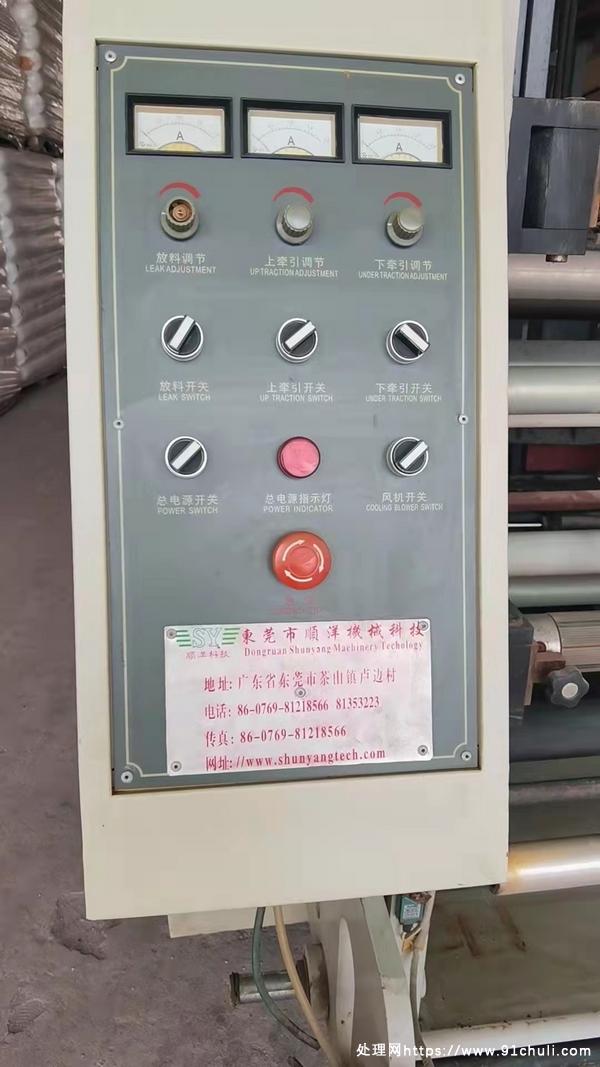 A A A
放料调节 上牵引调节 下牵引调节
LEAK ADJUSTMENT UP TRACTION ADJUSTMENT UNDER TRACTION ADJUSTMENT
放料开关 上牵引开关 下牵引开关
LEAK SWITCH UP TRACTION SWITCH UNDER TRACTION SWITCH
总电源开关 总电源指示灯 风机开关
POWER SWITCH POWER INDICATOR COOLING BLOWER SWITCH
SY 東莞市順洋機械科技
順洋科技 Dongruan Shunyang Machinery Techology
地址: 广东省东莞市茶山镇卢边村
电话: 86-0769-81218566 81353223
传真: 86-0769-81218566
网址: //www.shunyangtech.com
处理网https://www.91chuli.com